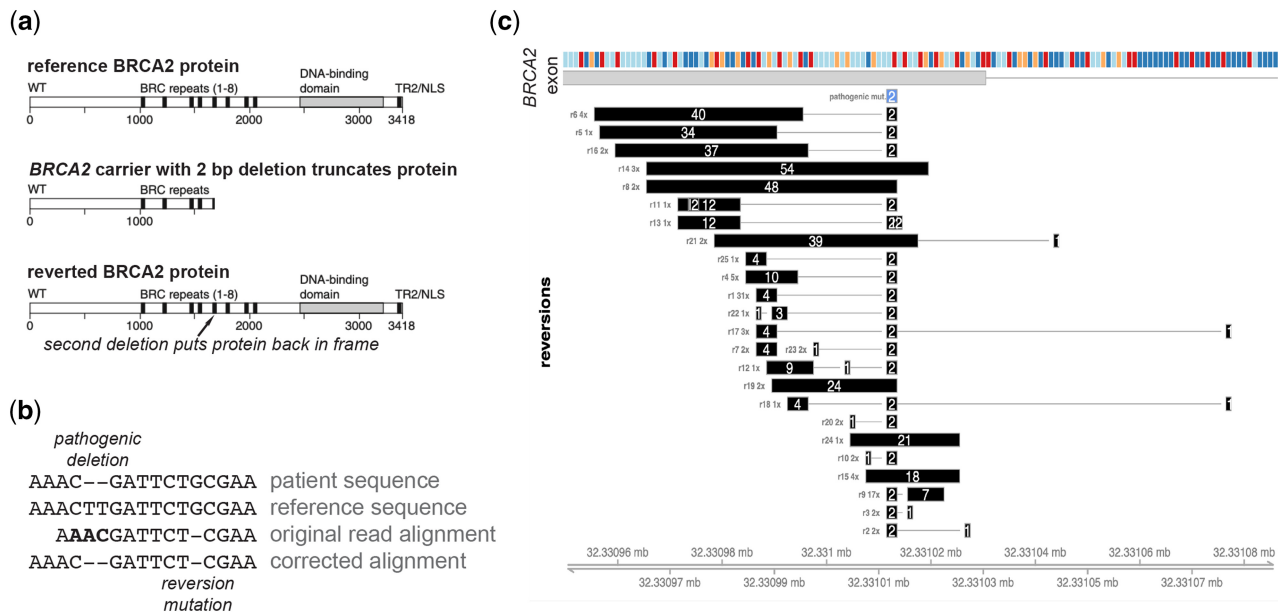 (a)
reference BRCA2 protein
WT BRC repeats (1-8) DNA-binding domain TR2/NLS
0 1000 2000 3000 3418
BRCA2 carrier with 2 bp deletion truncates protein
WT BRC repeats
0 1000
reverted BRCA2 protein
WT BRC repeats (1-8) DNA-binding domain TR2/NLS
0 1000 2000 3000 3418
second deletion puts protein back in frame
(b)
pathogenic
deletion
AAAC--GATTCTGCGAA patient sequence
AAACTTGATTCTGCGAA reference sequence
AAACGATTCT-CGAA original read alignment
AAAC--GATTCT-CGAA corrected alignment
reversion
mutation
(c)
BRCA2
exon
pathogenic mut. 2
reversions
r6 4x 40 2
r5 1x 34 2
r16 2x 37 2
r14 3x 54
r8 2x 48
r11 1x 2 12 2
r13 1x 12 2 2
r21 2x 39 1
r25 1x 4 2
r4 5x 10 2
r1 31x 4 2
r22 1x 1 3 2
r17 3x 4 2 1
r7 2x 4 r23 2x 1 2
r12 1x 9 1 2
r19 2x 24
r18 1x 4 2 1
r20 2x 1 2
r24 1x 21
r10 2x 1 2
r15 4x 18
r9 17x 2 7
r3 2x 2 1
r2 2x 2 1
32.33096 mb 32.33098 mb 32.331 mb 32.33102 mb 32.33104 mb 32.33106 mb 32.33108 mb
32.33097 mb 32.33099 mb 32.33101 mb 32.33103 mb 32.33105 mb 32.33107 mb